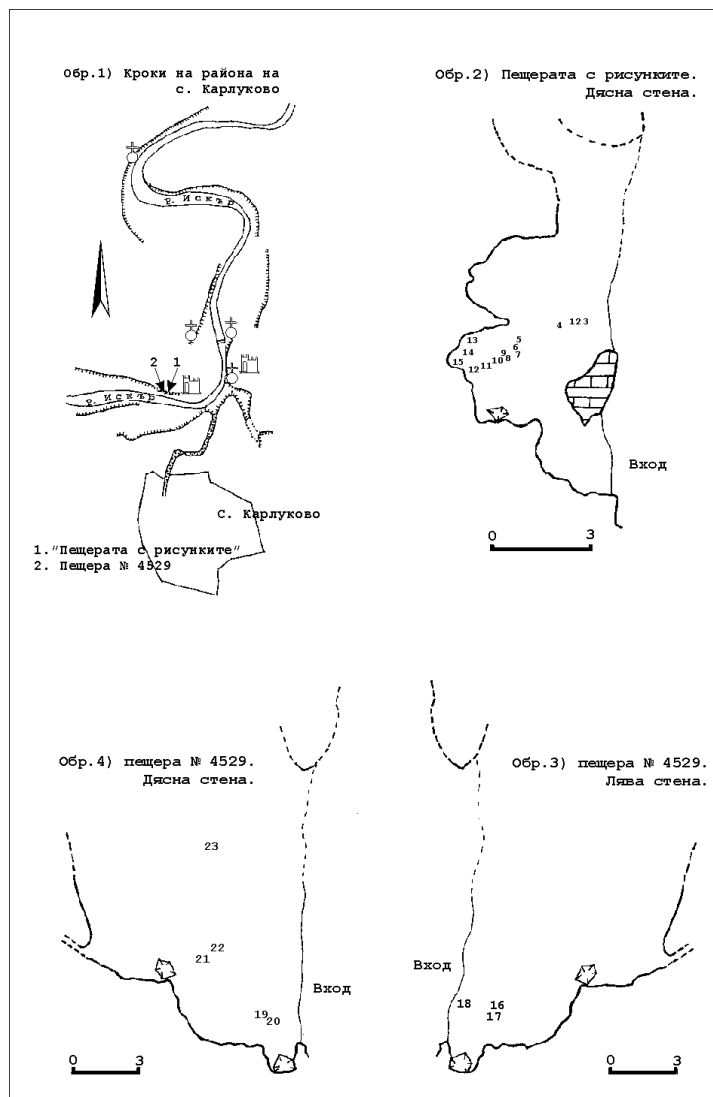 Обр.1) Кроки на района на
с. Карлуково
р. Искър
2 1
р. Искър
С. Карлуково
1."Пещерата с рисунките"
2. Пещера № 4529
Обр.2) Пещерата с рисунките.
Дясна стена.
4 1 2 3
13 5
14 6
9 7
15 10 8
12 11
Вход
0 3
Обр.4) пещера № 4529.
Дясна стена.
23
22
21
Вход
19 20
0 3
Обр.3) пещера № 4529.
Лява стена.
Вход
18 16
17
0 3